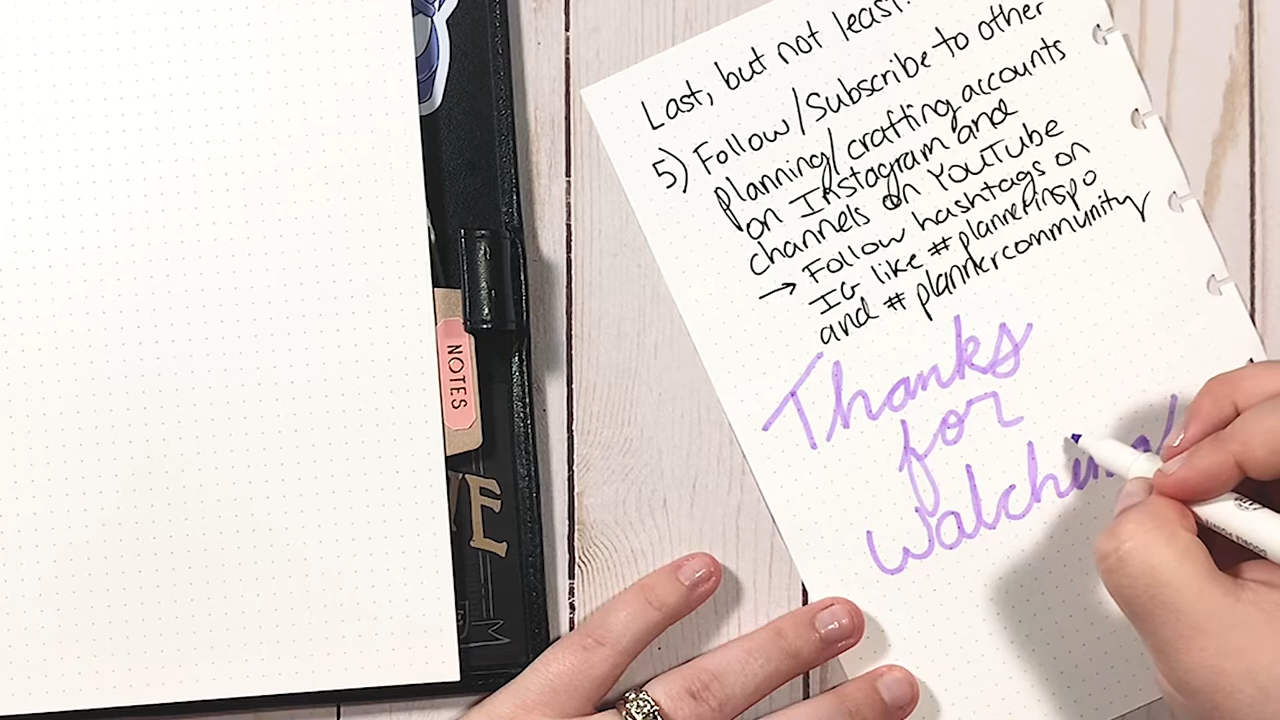 NOTES
Last, but not least:
5) Follow/Subscribe to other
planning/crafting accounts
on Instagram and
channels on YouTube
→ Follow hashtags on
IG like #plannerinspo
and #plannercommunity
Thanks
for